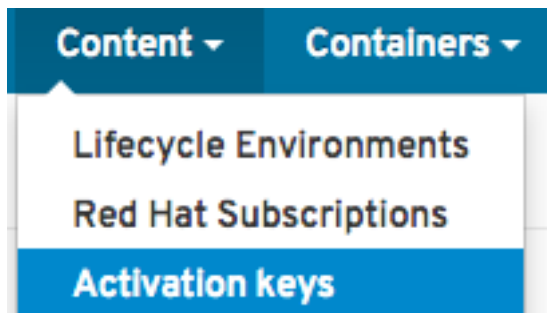 Content Containers
Lifecycle Environments
Red Hat Subscriptions
Activation keys